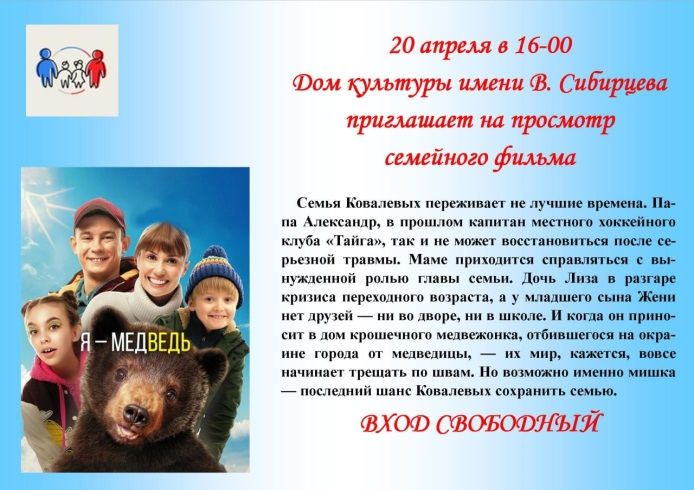 20 апреля в 16-00
Дом культуры имени В. Сибирцева
приглашает на просмотр
семейного фильма
Семья Ковалевых переживает не лучшие времена. Па-
па Александр, в прошлом капитан местного хоккейного
клуба «Тайга», так и не может восстановиться после се-
рьезной травмы. Маме приходится справляться с вы-
нужденной ролью главы семьи. Дочь Лиза в разгаре
кризиса переходного возраста, а у младшего сына Жени
нет друзей — ни во дворе, ни в школе. И когда он прино-
сит в дом крошечного медвежонка, отбившегося на окра-
ине города от медведицы, — их мир, кажется, вовсе
начинает трещать по швам. Но возможно именно мишка
— последний шанс Ковалевых сохранить семью.
ВХОД СВОБОДНЫЙ
Я – МЕДВЕДЬ